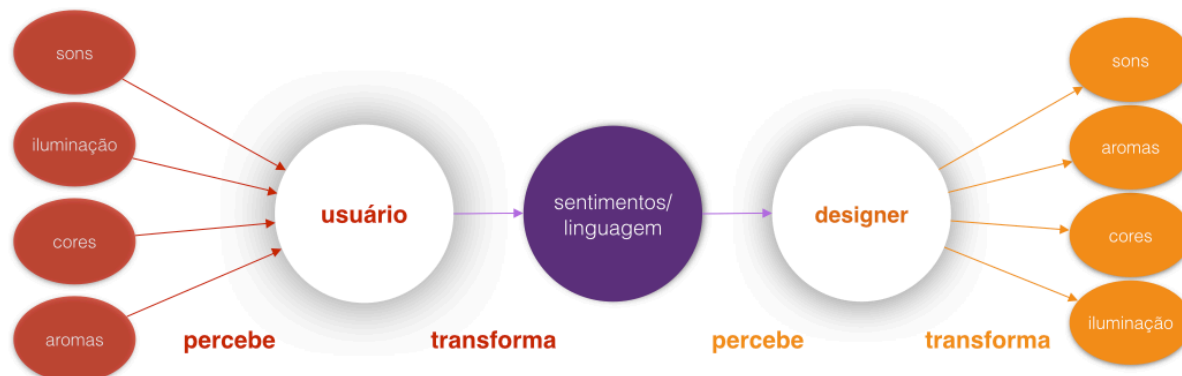 sons
iluminação
cores
aromas
percebe
usuário
transforma
sentimentos/
linguagem
percebe
designer
transforma
sons
aromas
cores
iluminação